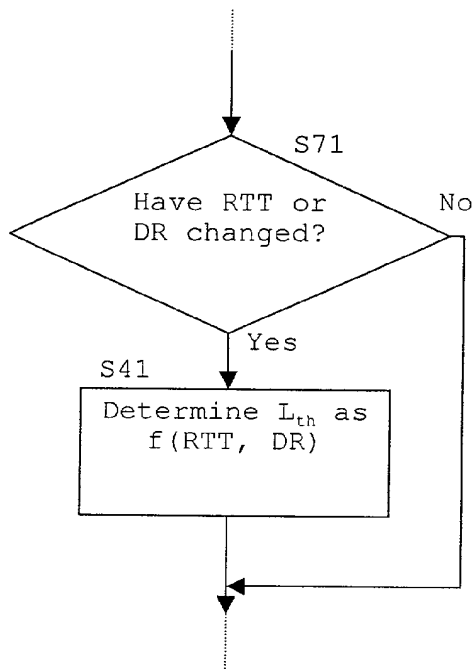 S71
Have RTT or
DR changed?
No
Yes
S41
Determine L_th as
f(RTT, DR)